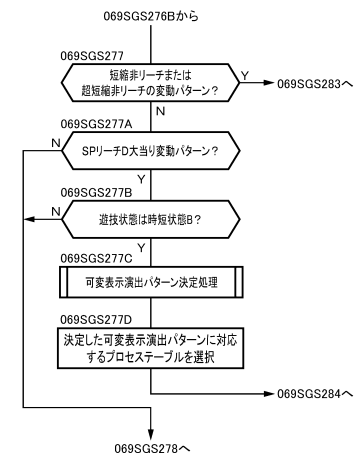 069SGS276Bから
069SGS277
短縮非リーチまたは
超短縮非リーチの変動パターン？
Y
069SGS283へ
N
069SGS277A
N
SPリーチD大当り変動パターン？
Y
069SGS277B
N
遊技状態は時短状態B？
Y
069SGS277C
可変表示演出パターン決定処理
069SGS277D
決定した可変表示演出パターンに対応
するプロセステーブルを選択
069SGS284へ
069SGS278へ